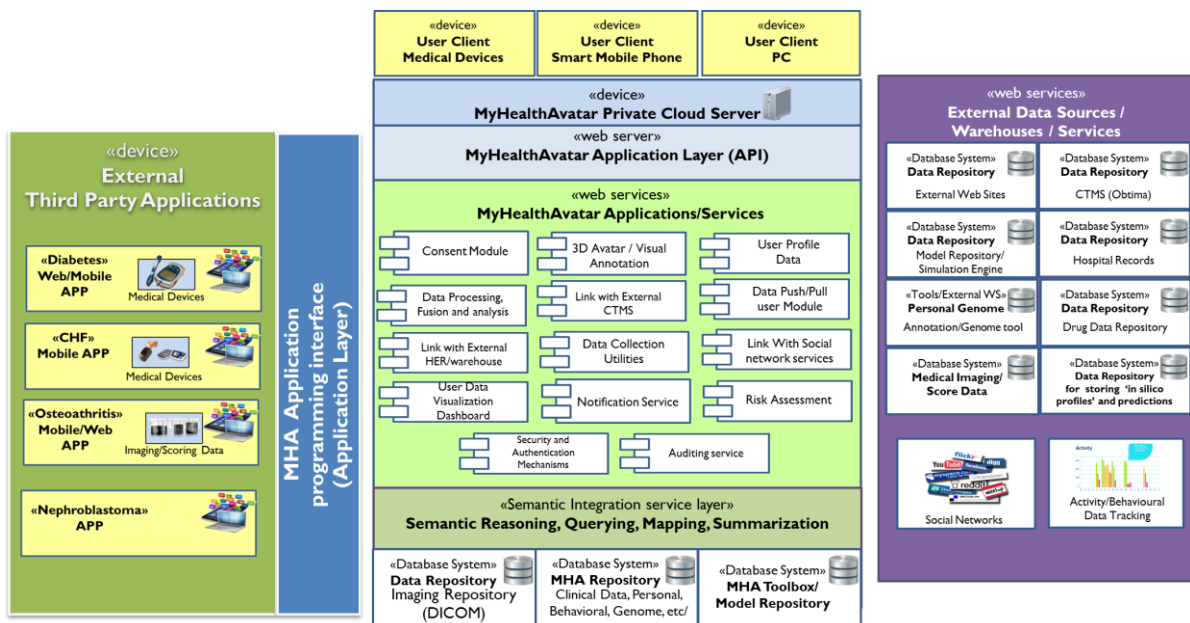 «device»
User Client
Medical Devices
«device»
User Client
Smart Mobile Phone
«device»
User Client
PC
«device»
MyHealthAvatar Private Cloud Server
«web server»
MyHealthAvatar Application Layer (API)
«web services»
MyHealthAvatar Applications/Services
Consent Module
3D Avatar / Visual
Annotation
User Profile
Data
Data Processing,
Fusion and analysis
Link with External
CTMS
Data Push/Pull
user Module
Link with External
HER/warehouse
Data Collection
Utilities
Link With Social
network services
User Data
Visualization
Dashboard
Notification Service
Risk Assessment
Security and
Authentication
Mechanisms
Auditing service
«Semantic Integration service layer»
Semantic Reasoning, Querying, Mapping, Summarization
«Database System»
Data Repository
Imaging Repository
(DICOM)
«Database System»
MHA Repository
Clinical Data, Personal,
Behavioral, Genome, etc/
«Database System»
MHA Toolbox/
Model Repository
«device»
External
Third Party Applications
«Diabetes»
Web/Mobile
APP
Medical Devices
«CHF»
Mobile APP
Medical Devices
«Osteoathritis»
Mobile/Web
APP
Imaging/Scoring Data
«Nephroblastoma»
APP
MHA Application
programming interface
(Application Layer)
«web services»
External Data Sources /
Warehouses / Services
«Database System»
Data Repository
External Web Sites
«Database System»
Data Repository
CTMS (Obtima)
«Database System»
Data Repository
Model Repository/
Simulation Engine
«Database System»
Data Repository
Hospital Records
«Tools/External WS»
Personal Genome
Annotation/Genome tool
«Database System»
Data Repository
Drug Data Repository
«Database System»
Medical Imaging/
Score Data
«Database System»
Data Repository
for storing ‘in silico
profiles’ and predictions
flickr
YouTube
facebook
digg
myspace.com
reddit
meetup
Social Networks
Activity
Activity/Behavioural
Data Tracking